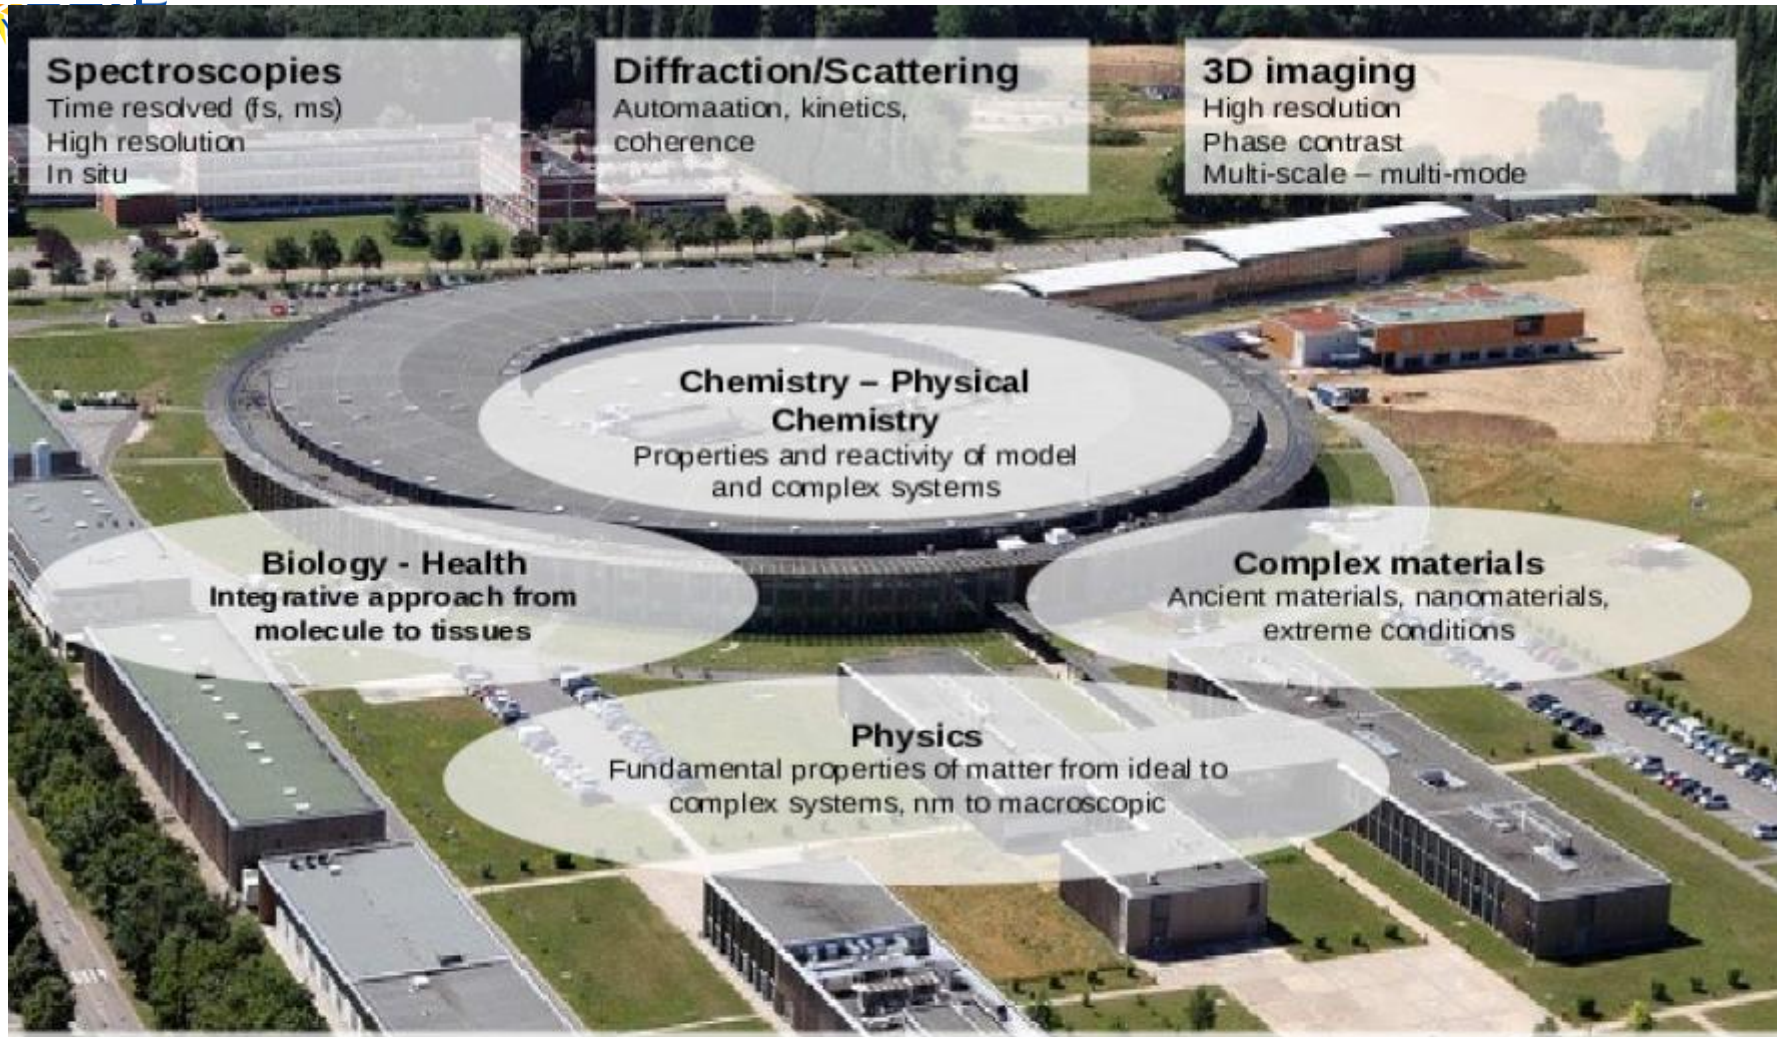 Spectroscopies
Time resolved (fs, ms)
High resolution
In situ
Diffraction/Scattering
Automaation, kinetics,
coherence
3D imaging
High resolution
Phase contrast
Multi-scale – multi-mode
Chemistry – Physical
Chemistry
Properties and reactivity of model
and complex systems
Biology - Health
Integrative approach from
molecule to tissues
Complex materials
Ancient materials, nanomaterials,
extreme conditions
Physics
Fundamental properties of matter from ideal to
complex systems, nm to macroscopic